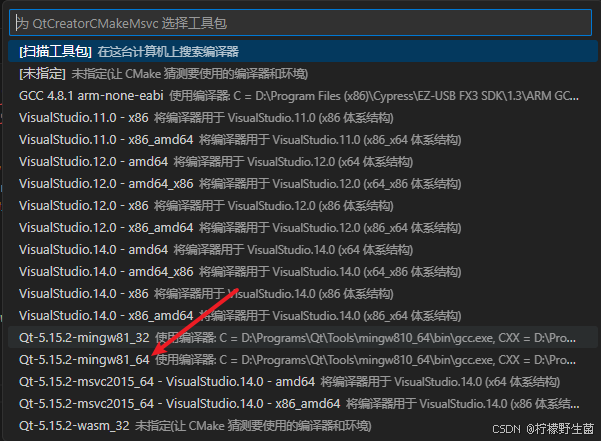 为 QtCreatorCMakeMsvc 选择工具包
[扫描工具包] 在这台计算机上搜索编译器
[未指定] 未指定(让 CMake 猜测要使用的编译器和环境)
GCC 4.8.1 arm-none-eabi 使用编译器: C = D:\Program Files (x86)\Cypress\EZ-USB FX3 SDK\1.3\ARM GC...
VisualStudio.11.0 - x86 将编译器用于 VisualStudio.11.0 (x86 体系结构)
VisualStudio.11.0 - x86_amd64 将编译器用于 VisualStudio.11.0 (x86_x64 体系结构)
VisualStudio.12.0 - amd64 将编译器用于 VisualStudio.12.0 (x64 体系结构)
VisualStudio.12.0 - amd64_x86 将编译器用于 VisualStudio.12.0 (x64_x86 体系结构)
VisualStudio.12.0 - x86 将编译器用于 VisualStudio.12.0 (x86 体系结构)
VisualStudio.12.0 - x86_amd64 将编译器用于 VisualStudio.12.0 (x86_x64 体系结构)
VisualStudio.14.0 - amd64 将编译器用于 VisualStudio.14.0 (x64 体系结构)
VisualStudio.14.0 - amd64_x86 将编译器用于 VisualStudio.14.0 (x64_x86 体系结构)
VisualStudio.14.0 - x86 将编译器用于 VisualStudio.14.0 (x86 体系结构)
VisualStudio.14.0 - x86_amd64 将编译器用于 VisualStudio.14.0 (x86_x64 体系结构)
Qt-5.15.2-mingw81_32 使用编译器: C = D:\Programs\Qt\Tools\mingw810_64\bin\gcc.exe, CXX = D:\Pro...
Qt-5.15.2-mingw81_64 使用编译器: C = D:\Programs\Qt\Tools\mingw810_64\bin\gcc.exe, CXX = D:\Pro...
Qt-5.15.2-msvc2015_64 - VisualStudio.14.0 - amd64 将编译器用于 VisualStudio.14.0 (x64 体系结构)
Qt-5.15.2-msvc2015_64 - VisualStudio.14.0 - x86_amd64 将编译器用于 VisualStudio.14.0 (x86_x64 体系结构)
Qt-5.15.2-wasm_32 未指定(让 CMake 猜测要使用的编译器和环境)
CSDN @柠檬野生菌